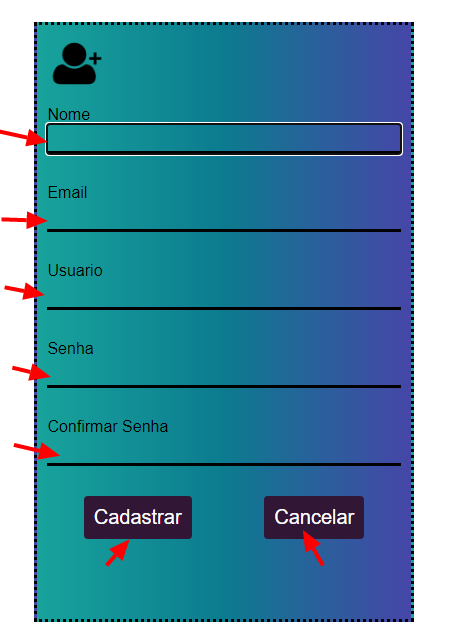 Nome
Email
Usuario
Senha
Confirmar Senha
Cadastrar Cancelar